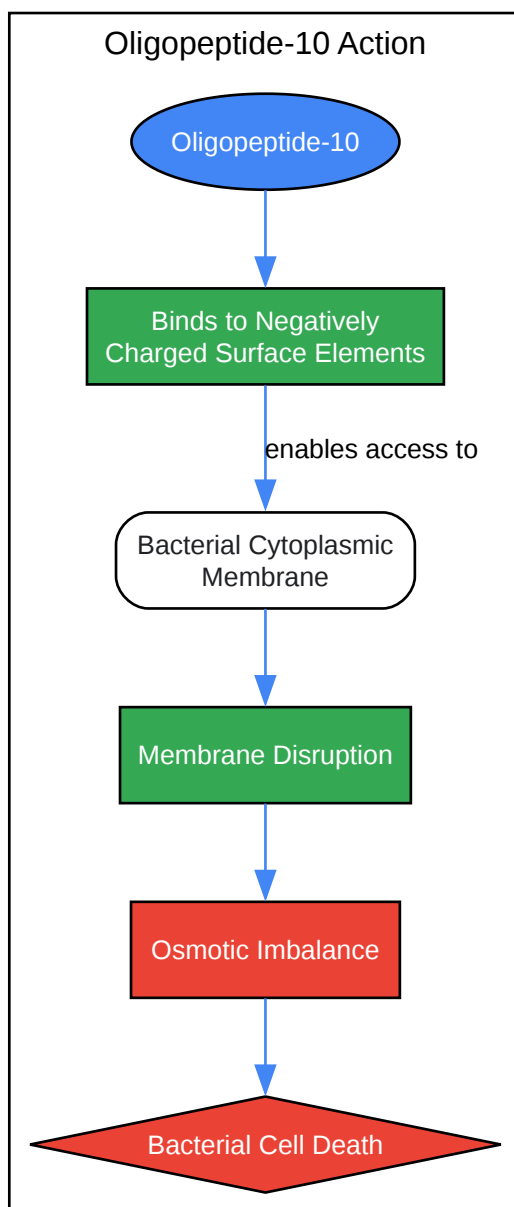 Oligopeptide-10 Action
Oligopeptide-10
Binds to Negatively
Charged Surface Elements
enables access to
Bacterial Cytoplasmic
Membrane
Membrane Disruption
Osmotic Imbalance
Bacterial Cell Death